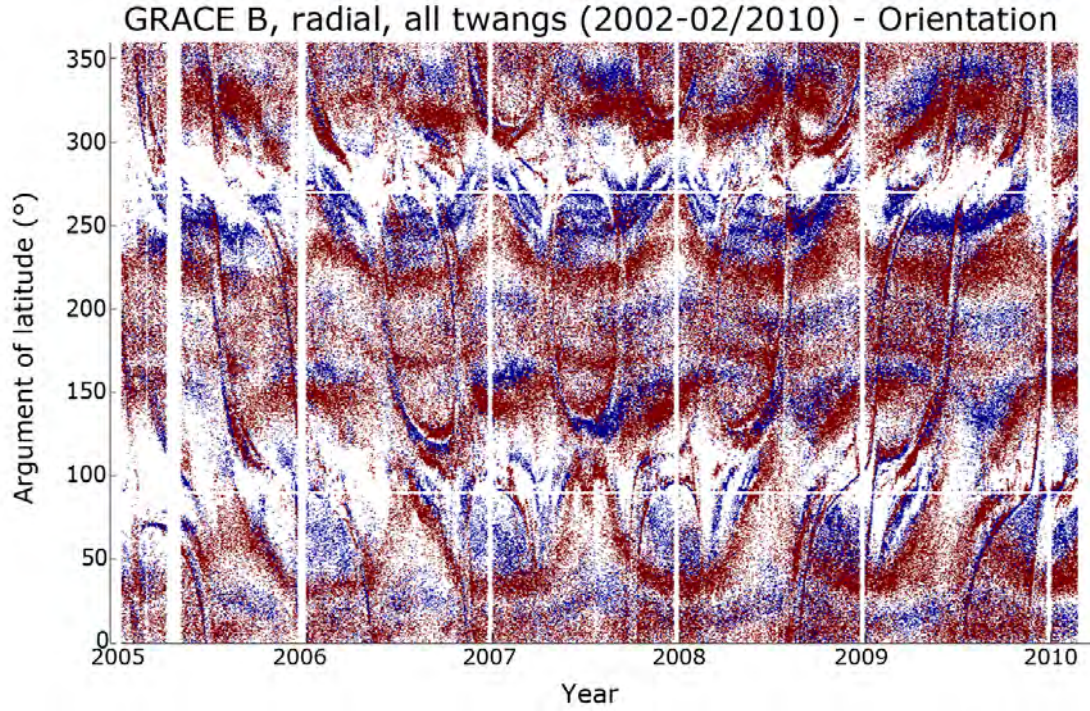 GRACE B, radial, all twangs (2002-02/2010) - Orientation
Argument of latitude (°)
350
300
250
200
150
100
50
0
2005 2006 2007 2008 2009 2010
Year